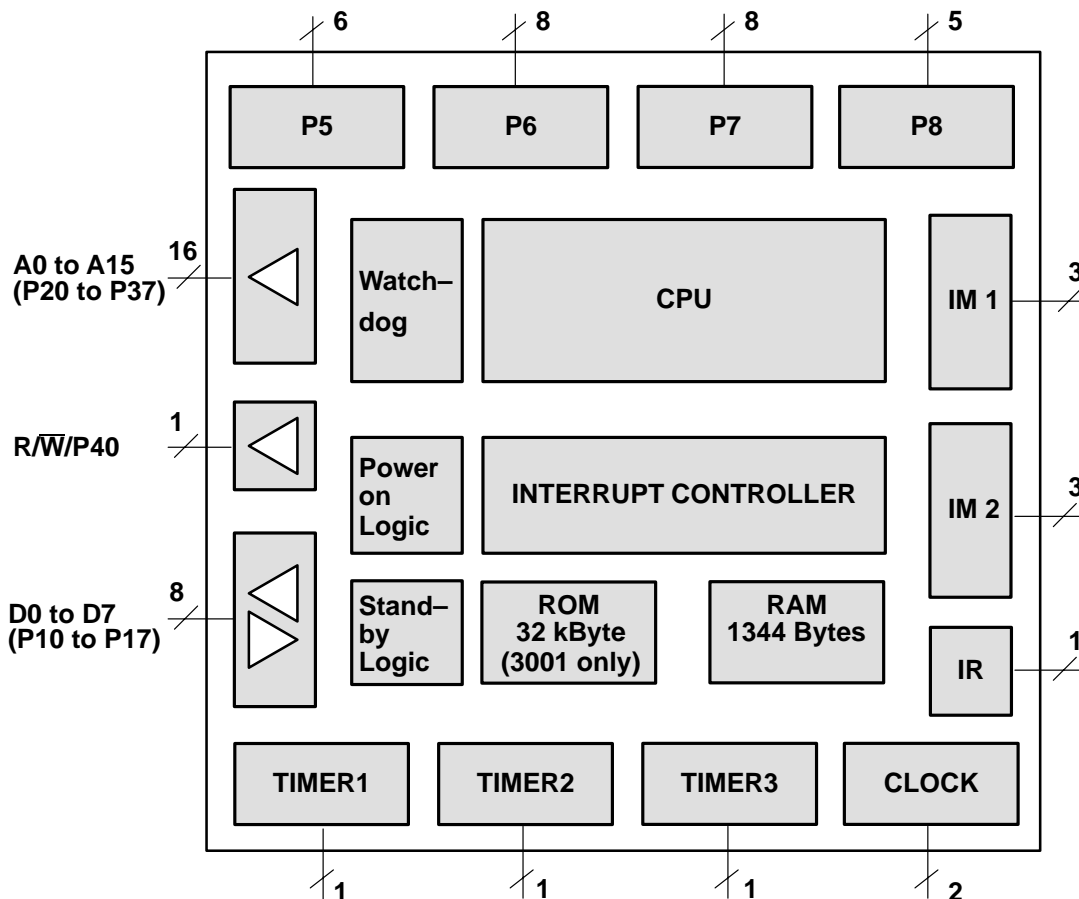 6
8
8
5
P5
P6
P7
P8
16
A0 to A15
(P20 to P37)
Watch–
dog
CPU
IM 1
3
1
R/W̅/P40
Power
on
Logic
INTERRUPT CONTROLLER
IM 2
3
8
D0 to D7
(P10 to P17)
Stand–
by
Logic
ROM
32 kByte
(3001 only)
RAM
1344 Bytes
IR
1
TIMER1
TIMER2
TIMER3
CLOCK
1
1
1
2